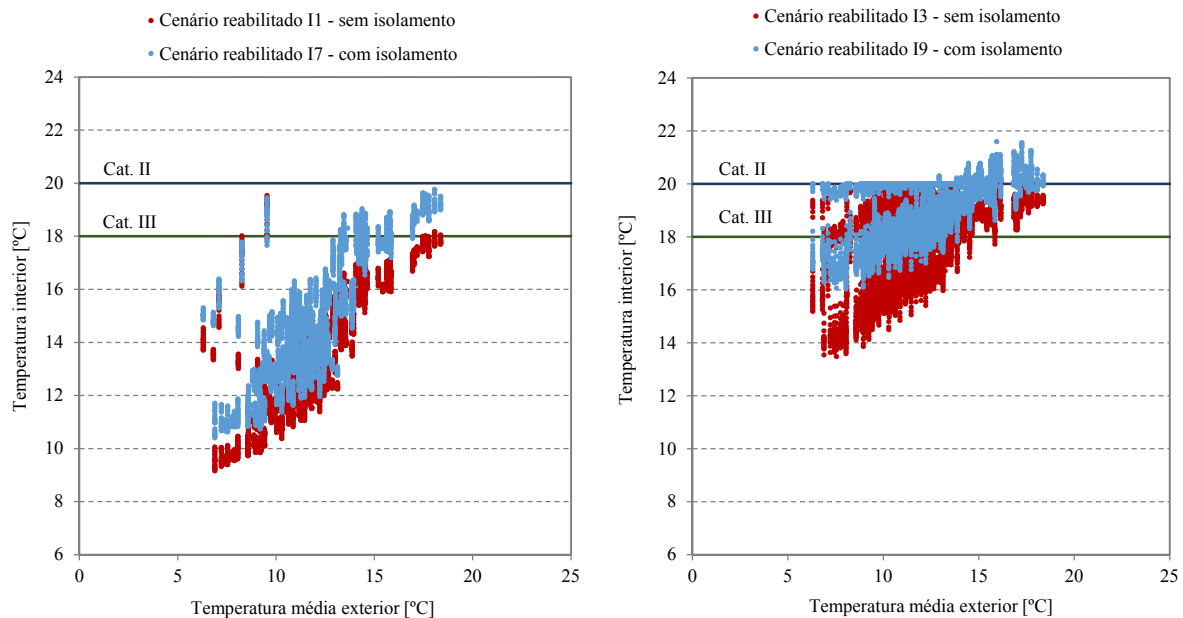 Cenário reabilitado I1 - sem isolamento
Cenário reabilitado I7 - com isolamento
24
22
20
18
16
14
12
10
8
6
Cat. II
Cat. III
0
5
10
15
20
25
Temperatura interior [ºC]
Temperatura média exterior [ºC]
Cenário reabilitado I3 - sem isolamento
Cenário reabilitado I9 - com isolamento
24
22
20
18
16
14
12
10
8
6
Cat. II
Cat. III
0
5
10
15
20
25
Temperatura interior [ºC]
Temperatura média exterior [ºC]